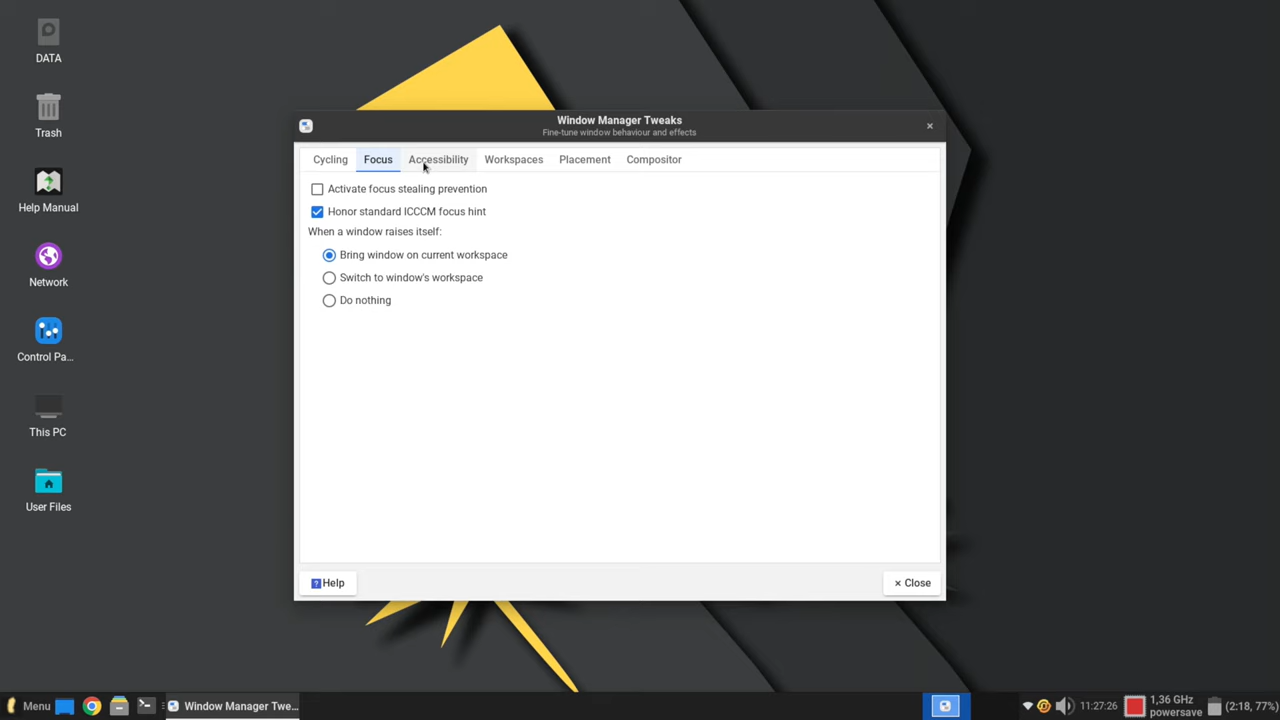 DATA
Trash
Help Manual
Network
Control Pa...
This PC
User Files
Window Manager Tweaks
Fine-tune window behaviour and effects
Cycling Focus Accessibility Workspaces Placement Compositor
Activate focus stealing prevention
Honor standard ICCCM focus hint
When a window raises itself:
Bring window on current workspace
Switch to window's workspace
Do nothing
? Help
× Close
Menu
Window Manager Twe...
11:27:26
1,36 GHz
powersave
(2:18, 77%)